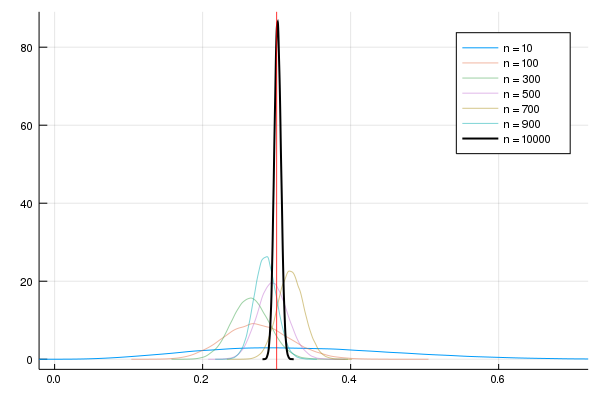 80
60
40
20
0
0.0 0.2 0.4 0.6
n = 10
n = 100
n = 300
n = 500
n = 700
n = 900
n = 10000